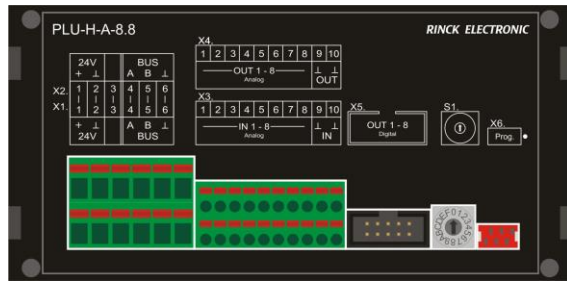 PLU-H-A-8.8
RINCK ELECTRONIC
24V BUS
+ ⊥ A B ⊥
X2. 1 2 3 4 5 6
X1. 1 2 3 4 5 6
+ ⊥ A B ⊥
24V BUS
X4.
1 2 3 4 5 6 7 8 9 10
OUT 1 - 8 ⊥ ⊥
Analog OUT
X3.
1 2 3 4 5 6 7 8 9 10
IN 1 - 8 ⊥ ⊥
Analog IN
X5.
OUT 1 - 8
Digital
S1.
X6.
Prog.
0123456789ABCDEF